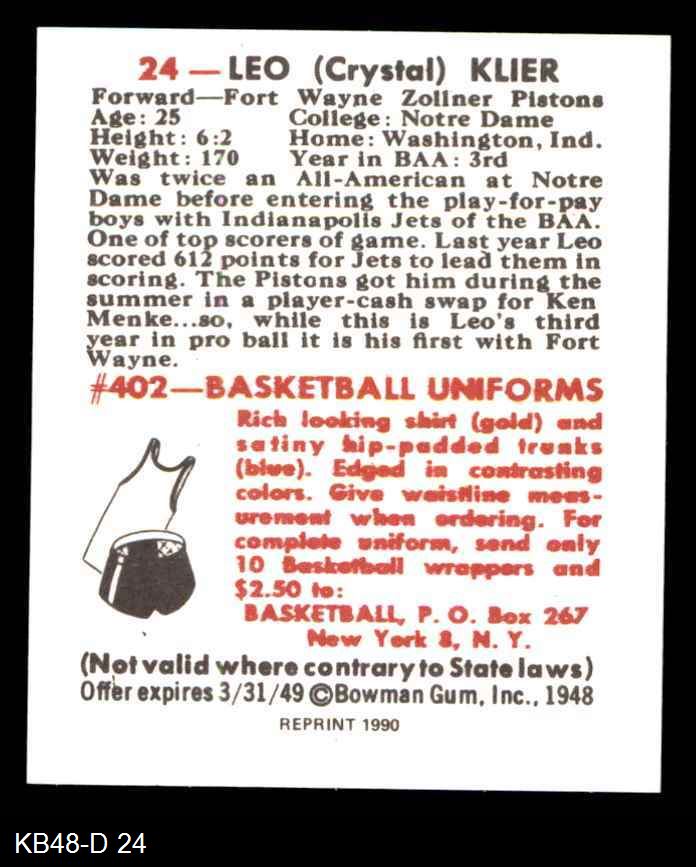 24 — LEO (Crystal) KLIER
Forward—Fort Wayne Zollner Pistons
Age: 25 College: Notre Dame
Height: 6:2 Home: Washington, Ind.
Weight: 170 Year in BAA: 3rd
Was twice an All-American at Notre
Dame before entering the play-for-pay
boys with Indianapolis Jets of the BAA.
One of top scorers of game. Last year Leo
scored 612 points for Jets to lead them in
scoring. The Pistons got him during the
summer in a player-cash swap for Ken
Menke...so, while this is Leo's third
year in pro ball it is his first with Fort
Wayne.
#402—BASKETBALL UNIFORMS
Rich looking shirt (gold) and
satiny hip-padded trunks
(blue). Edged in contrasting
colors. Give waistline meas-
urement when ordering. For
complete uniform, send only
10 Basketball wrappers and
$2.50 to:
BASKETBALL, P. O. Box 267
New York 8, N. Y.
(Not valid where contrary to State laws)
Offer expires 3/31/49 ©Bowman Gum, Inc., 1948
REPRINT 1990
KB48-D 24